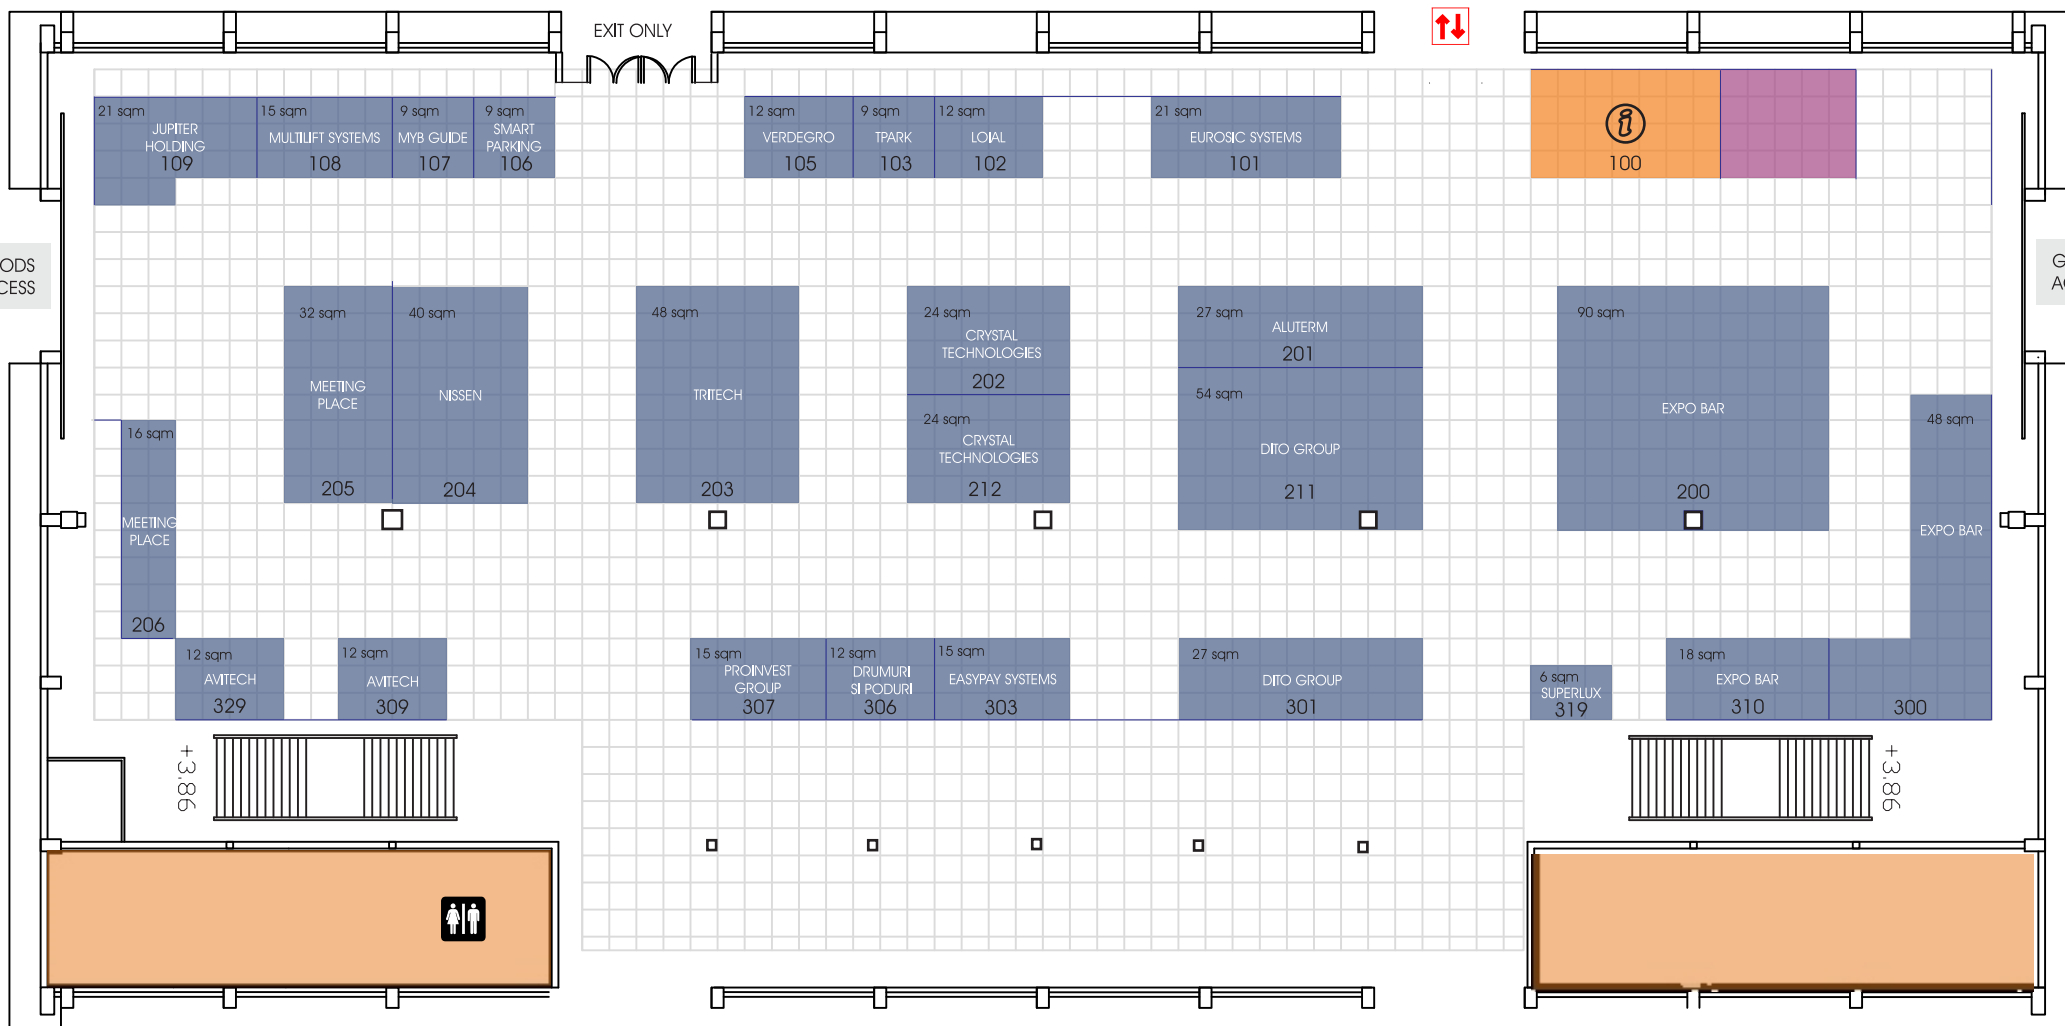 EXIT ONLY
21 sqm
JUPITER
HOLDING
109
15 sqm
MULTILIFT SYSTEMS
108
9 sqm
MYB GUIDE
107
9 sqm
SMART
PARKING
106
12 sqm
VERDEGRO
105
9 sqm
TPARK
103
12 sqm
LOIAL
102
21 sqm
EUROSIC SYSTEMS
101
i
100
ODS
CESS
G
A
32 sqm
MEETING
PLACE
205
40 sqm
NISSEN
204
48 sqm
TRITECH
203
24 sqm
CRYSTAL
TECHNOLOGIES
202
24 sqm
CRYSTAL
TECHNOLOGIES
212
27 sqm
ALUTERM
201
54 sqm
DITO GROUP
211
90 sqm
EXPO BAR
200
48 sqm
EXPO BAR
300
16 sqm
MEETING
PLACE
206
12 sqm
AVITECH
329
12 sqm
AVITECH
309
15 sqm
PROINVEST
GROUP
307
12 sqm
DRUMURI
SI PODURI
306
15 sqm
EASYPAY SYSTEMS
303
27 sqm
DITO GROUP
301
6 sqm
SUPERLUX
319
18 sqm
EXPO BAR
310
+3.86
+3.86